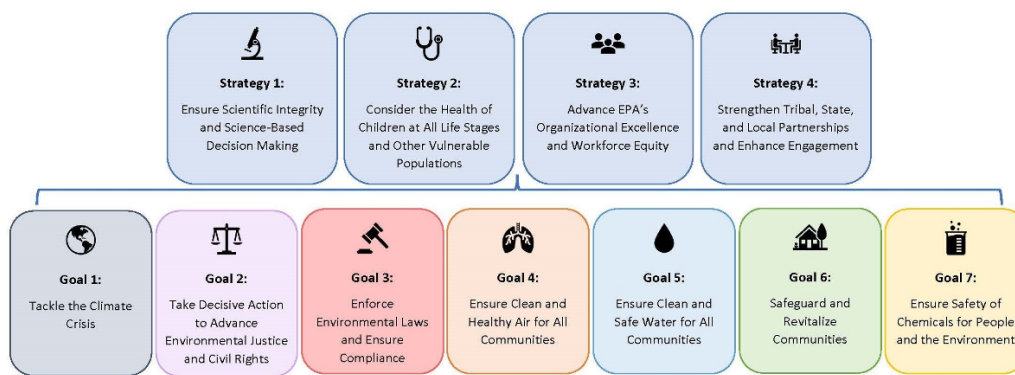 Strategy 1:
Ensure Scientific Integrity
and Science-Based
Decision Making
Strategy 2:
Consider the Health of
Children at All Life Stages
and Other Vulnerable
Populations
Strategy 3:
Advance EPA's
Organizational Excellence
and Workforce Equity
Strategy 4:
Strengthen Tribal, State,
and Local Partnerships
and Enhance Engagement
Goal 1:
Tackle the Climate
Crisis
Goal 2:
Take Decisive Action
to Advance
Environmental Justice
and Civil Rights
Goal 3:
Enforce
Environmental Laws
and Ensure
Compliance
Goal 4:
Ensure Clean and
Healthy Air for All
Communities
Goal 5:
Ensure Clean and
Safe Water for All
Communities
Goal 6:
Safeguard and
Revitalize
Communities
Goal 7:
Ensure Safety of
Chemicals for People
and the Environment